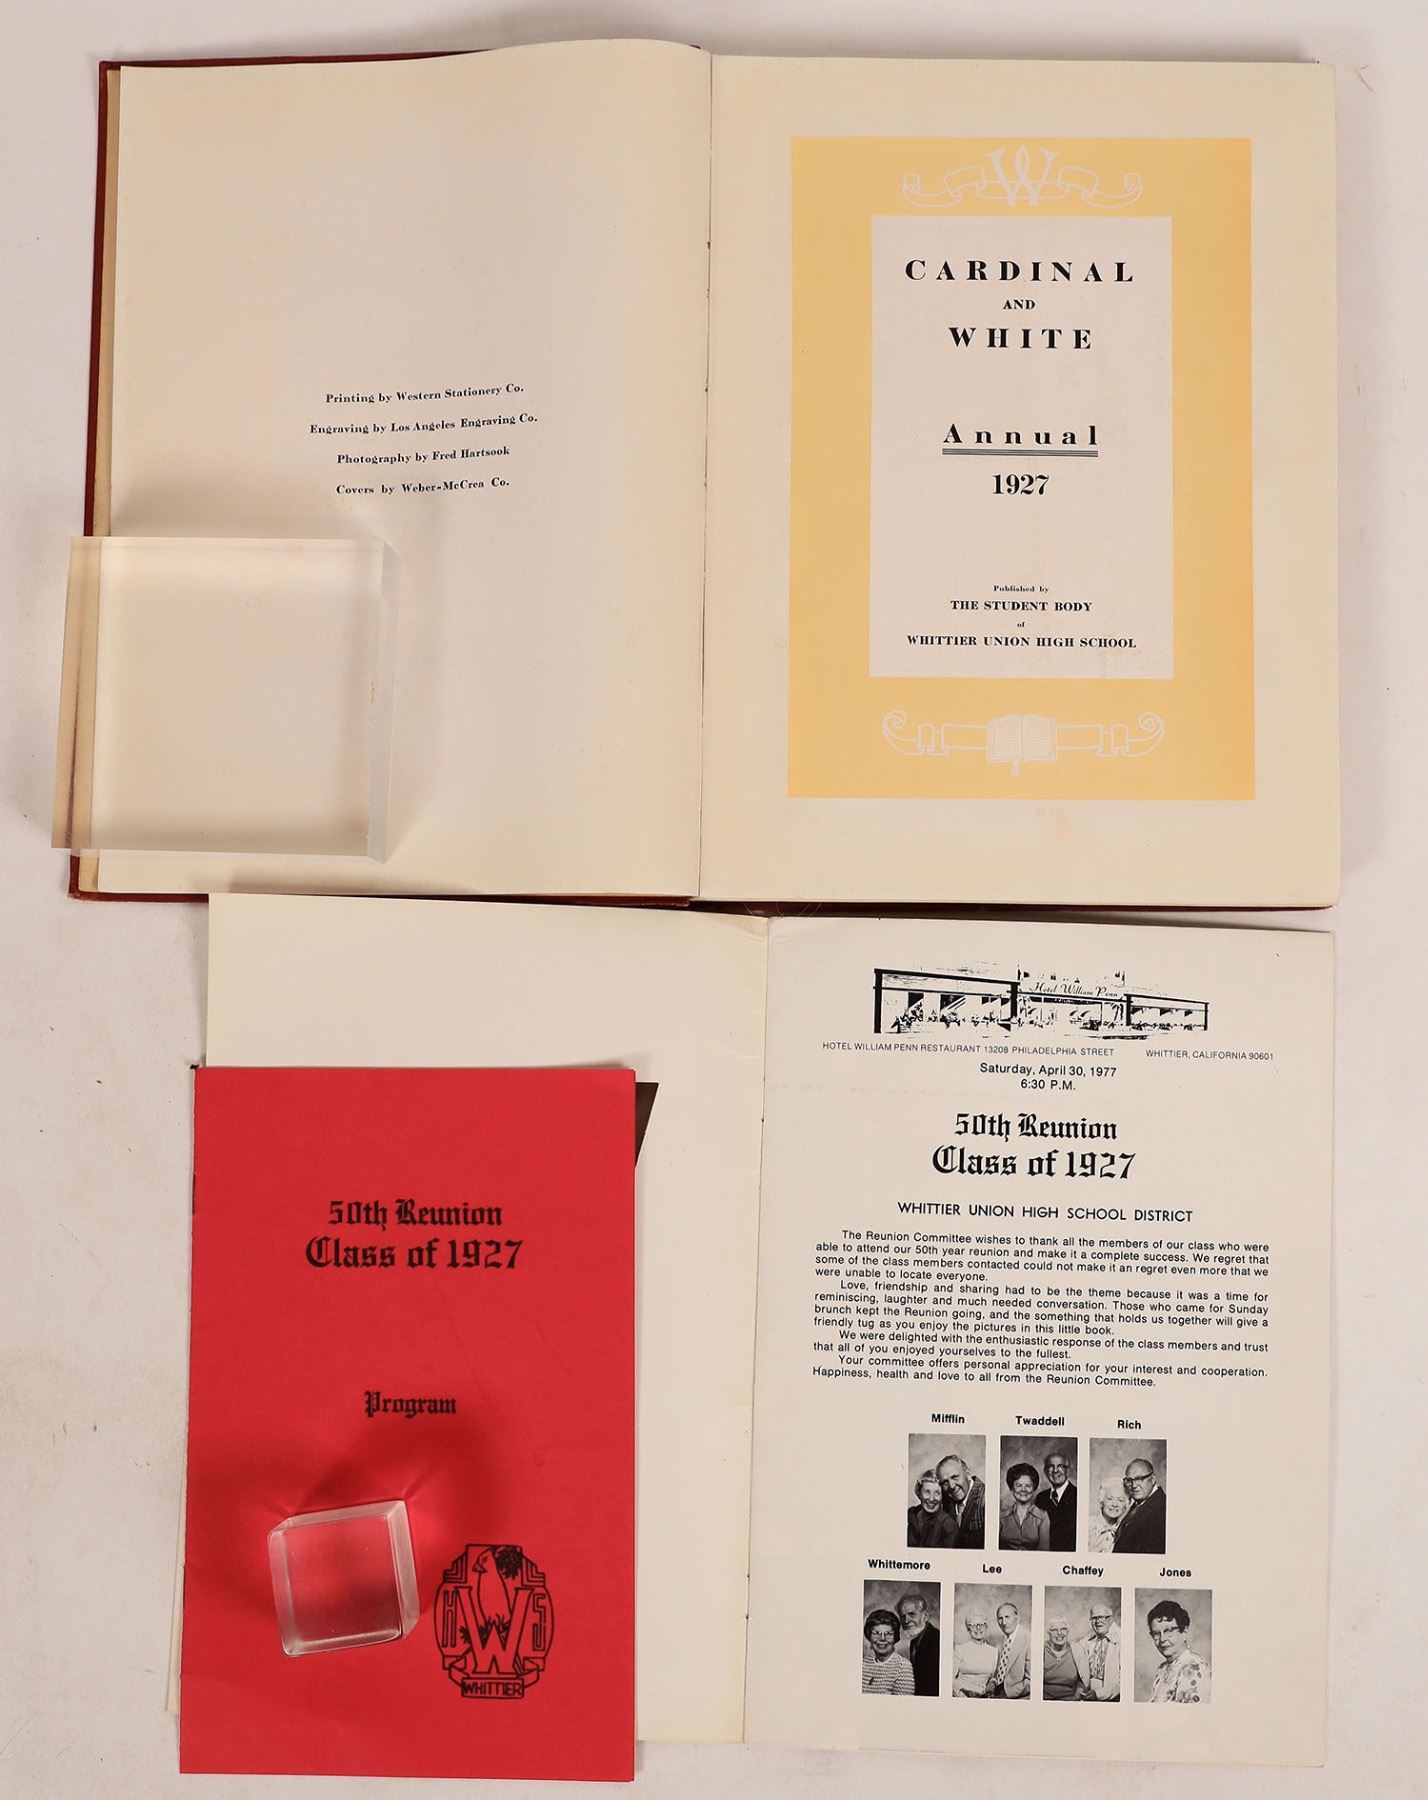 Printing by Western Stationery Co.
Engraving by Los Angeles Engraving Co.
Photography by Fred Hartsook
Covers by Weber-McCrea Co.
W
CARDINAL
AND
WHITE
Annual
1927
Published by
THE STUDENT BODY
of
WHITTIER UNION HIGH SCHOOL
50th Reunion
Class of 1927
Program
H W S
WHITTIER
Hotel William Penn
HOTEL WILLIAM PENN RESTAURANT 13208 PHILADELPHIA STREET WHITTIER, CALIFORNIA 90601
Saturday, April 30, 1977
6:30 P.M.
50th Reunion
Class of 1927
WHITTIER UNION HIGH SCHOOL DISTRICT
The Reunion Committee wishes to thank all the members of our class who were
able to attend our 50th year reunion and make it a complete success. We regret that
some of the class members contacted could not make it an regret even more that we
were unable to locate everyone.
Love, friendship and sharing had to be the theme because it was a time for
reminiscing, laughter and much needed conversation. Those who came for Sunday
brunch kept the Reunion going, and the something that holds us together will give a
friendly tug as you enjoy the pictures in this little book.
We were delighted with the enthusiastic response of the class members and trust
that all of you enjoyed yourselves to the fullest.
Your committee offers personal appreciation for your interest and cooperation.
Happiness, health and love to all from the Reunion Committee.
Mifflin Twaddell Rich
Whittemore Lee Chaffey Jones